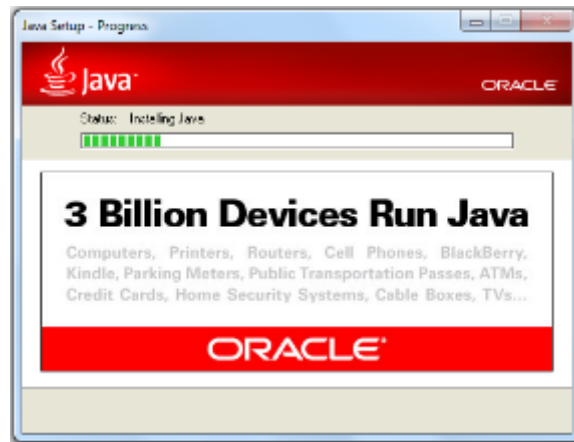 Java Setup - Progress
Java
ORACLE
Status: Installing Java
3 Billion Devices Run Java
Computers, Printers, Routers, Cell Phones, BlackBerry,
Kindle, Parking Meters, Public Transportation Passes, ATMs,
Credit Cards, Home Security Systems, Cable Boxes, TVs...
ORACLE